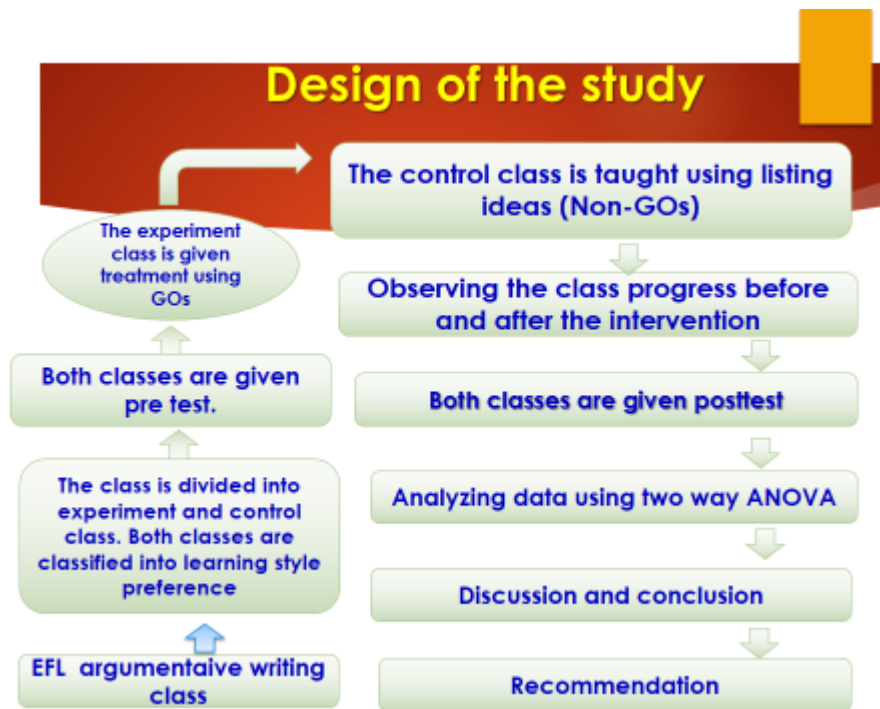 Design of the study
The control class is taught using listing
ideas (Non-GOs)
The experiment
class is given
treatment using
GOs
Observing the class progress before
and after the intervention
Both classes are given
pre test.
Both classes are given posttest
The class is divided into
experiment and control
class. Both classes are
classified into learning style
preference
Analyzing data using two way ANOVA
Discussion and conclusion
EFL argumentaive writing
class
Recommendation